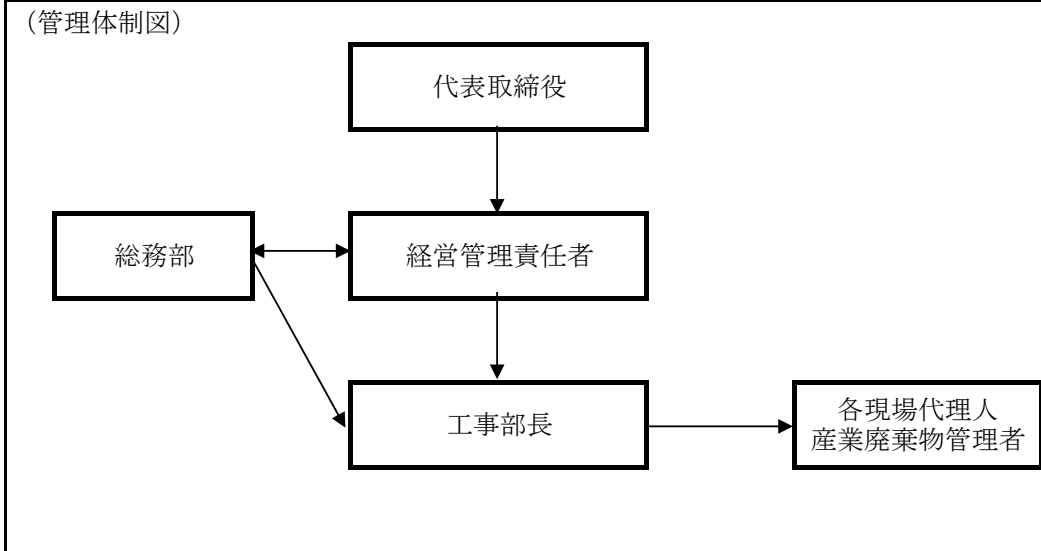 （管理体制図）
代表取締役
総務部
経営管理責任者
工事部長
各現場代理人
産業廃棄物管理者